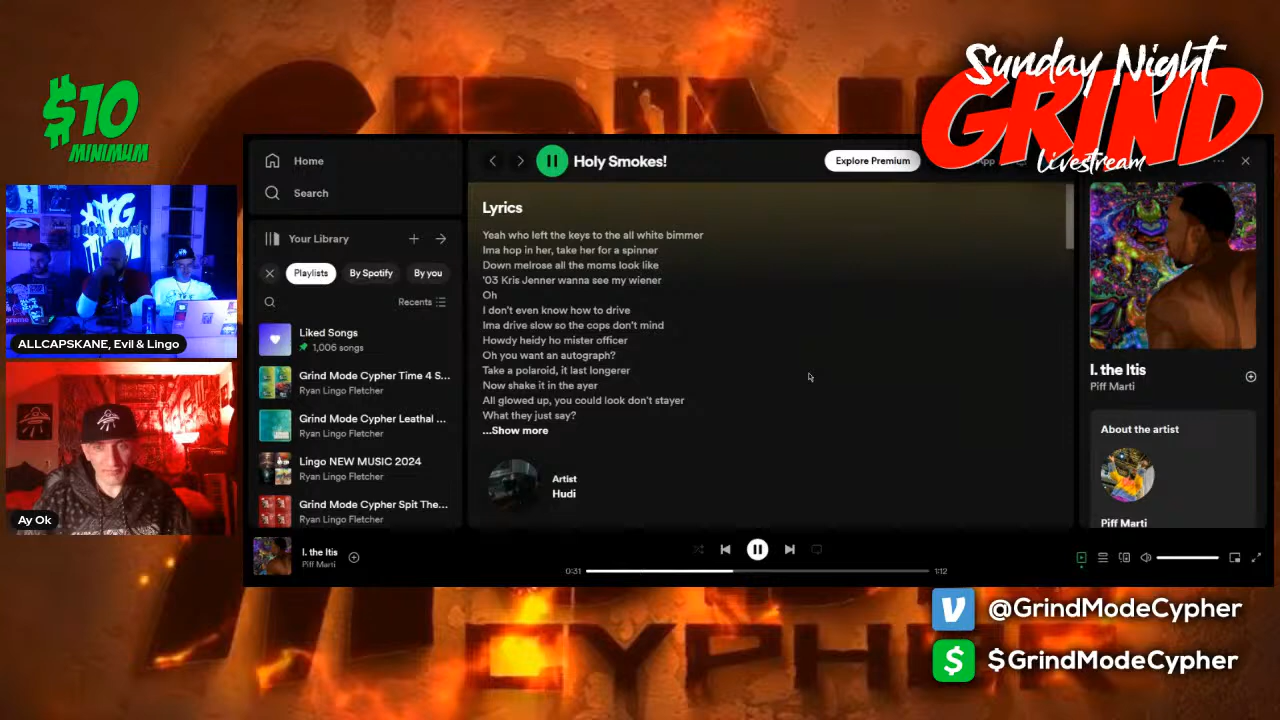 $10
MINIMUM
Sunday Night
GRIND
Livestream
Home
Search
Your Library
Playlists
By Spotify
By you
Recents
Liked Songs
1,006 songs
Grind Mode Cypher Time 4 S...
Ryan Lingo Fletcher
Grind Mode Cypher Leathal ...
Ryan Lingo Fletcher
Lingo NEW MUSIC 2024
Ryan Lingo Fletcher
Grind Mode Cypher Spit The...
Ryan Lingo Fletcher
Holy Smokes!
Explore Premium
App
Lyrics
Yeah who left the keys to the all white bimmer
Ima hop in her, take her for a spinner
Down melrose all the moms look like
'03 Kris Jenner wanna see my wiener
Oh
I don't even know how to drive
Ima drive slow so the cops don't mind
Howdy heidy ho mister officer
Oh you want an autograph?
Take a polaroid, it last longerer
Now shake it in the ayer
All glowed up, you could look don't stayer
What they just say?
...Show more
Artist
Hudi
I. the Itis
Piff Marti
About the artist
Piff Marti
I. the Itis
Piff Marti
0:31
1:12
ALLCAPSKANE, Evil & Lingo
Ay Ok
@GrindModeCypher
$GrindModeCypher
CYPHER